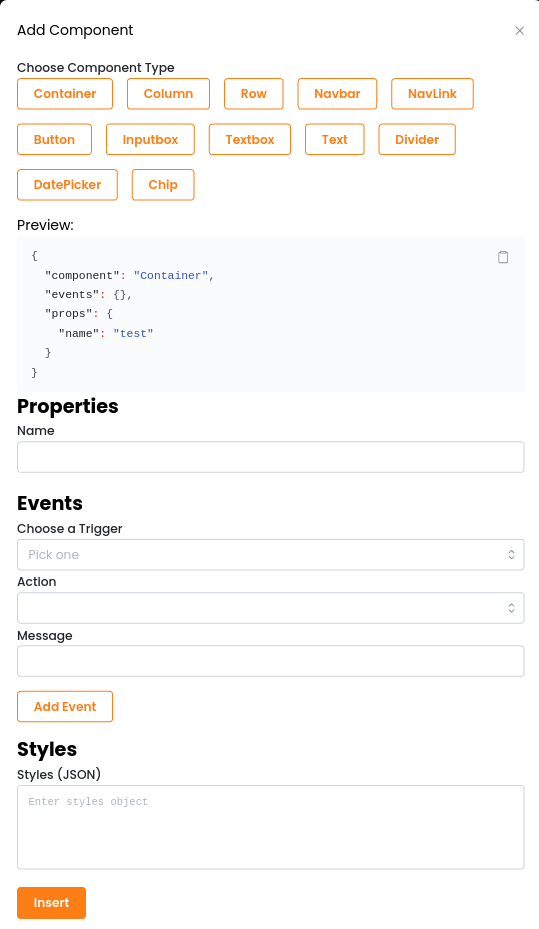 Add Component
Choose Component Type
Container Column Row Navbar NavLink
Button Inputbox Textbox Text Divider
DatePicker Chip
Preview:
{
  "component": "Container",
  "events": {},
  "props": {
    "name": "test"
  }
}
Properties
Name
Events
Choose a Trigger
Pick one
Action
Message
Add Event
Styles
Styles (JSON)
Enter styles object
Insert